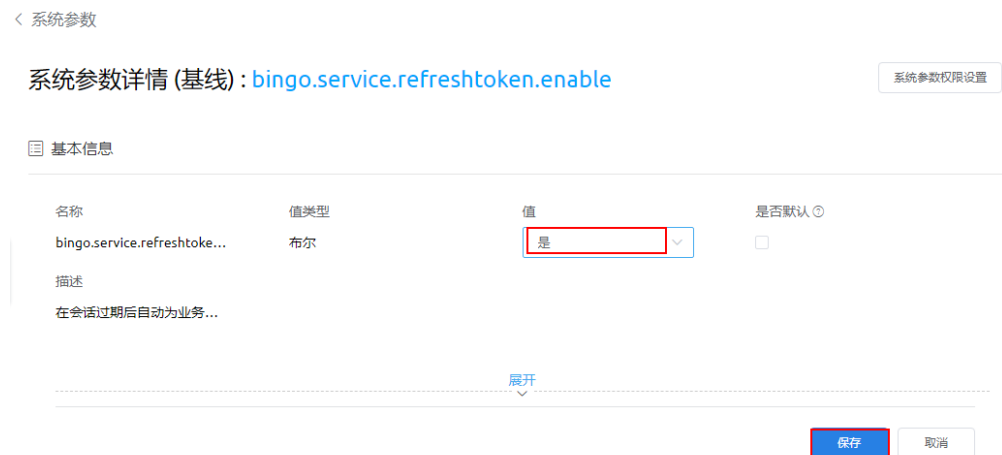 系统参数
系统参数详情 (基线) : bingo.service.refreshtoken.enable
系统参数权限设置
基本信息
名称 值类型 值 是否默认
bingo.service.refreshtoke... 布尔 是
描述
在会话过期后自动为业务...
展开
保存 取消